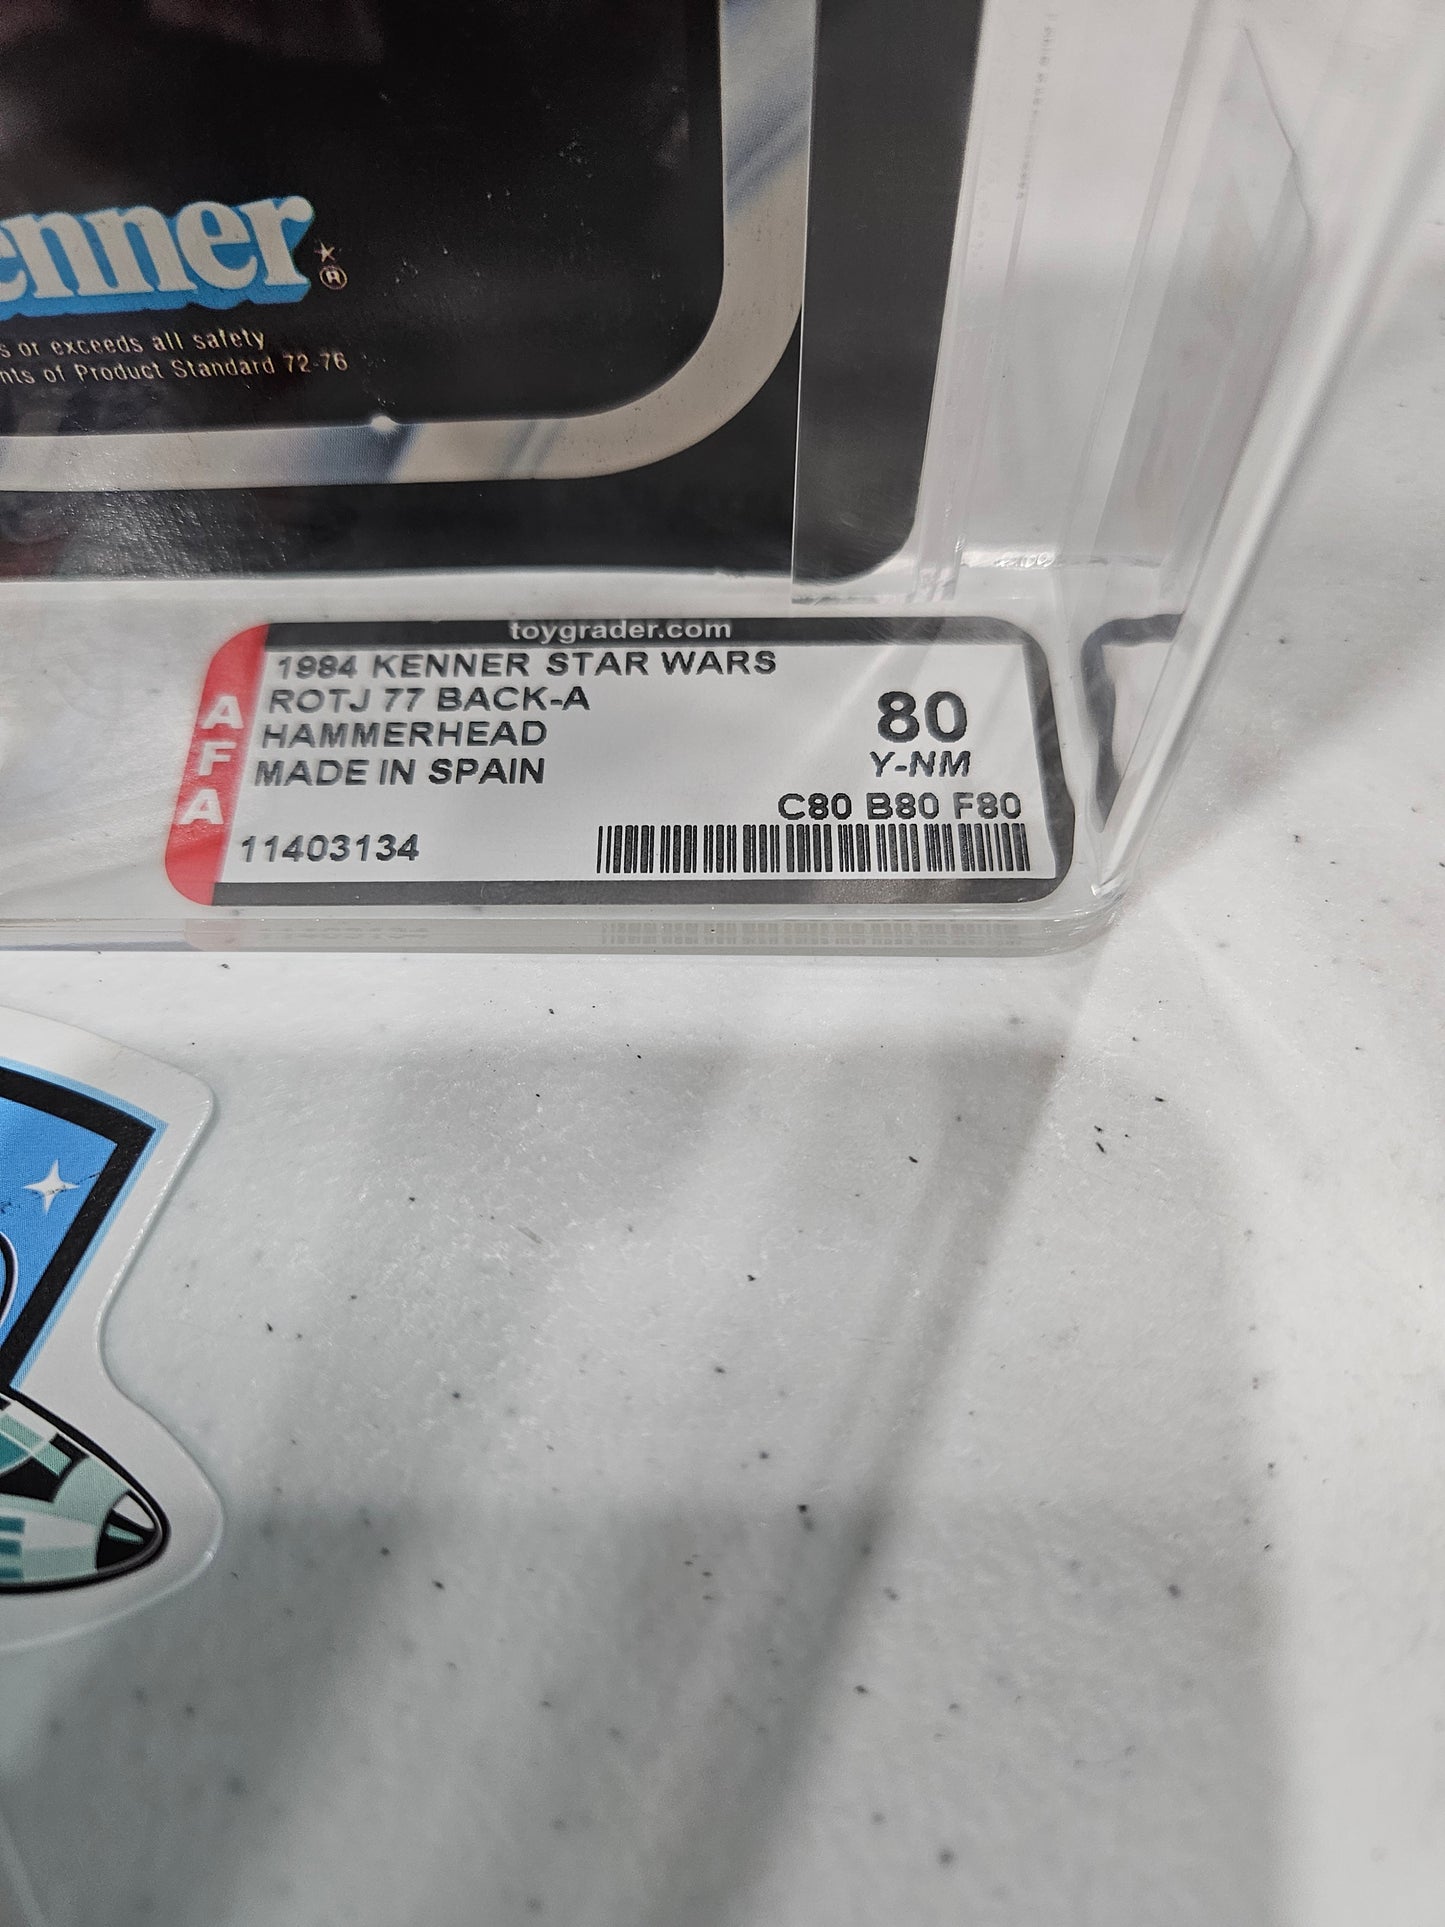 enner
®
s or exceeds all safety
nts of Product Standard 72-76
toygrader.com
AFA
1984 KENNER STAR WARS
ROTJ 77 BACK-A
HAMMERHEAD
MADE IN SPAIN
80
Y-NM
C80 B80 F80
11403134